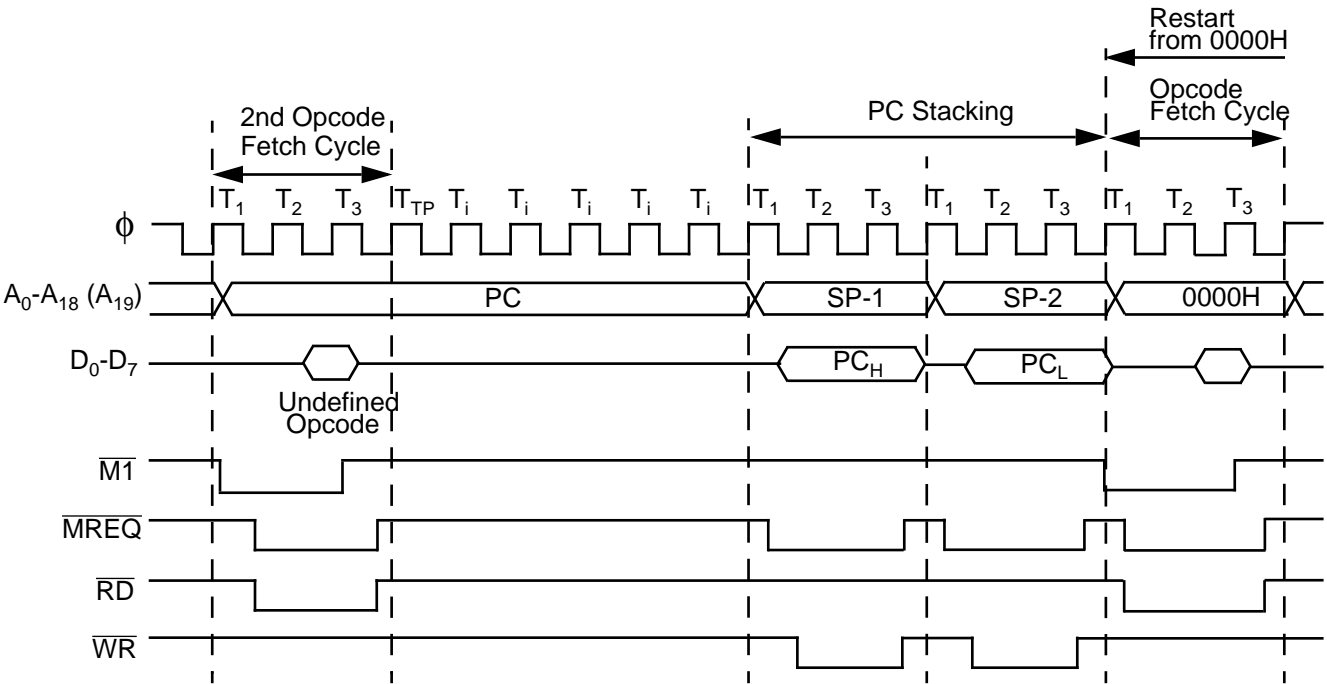 Restart
from 0000H
2nd Opcode
Fetch Cycle
PC Stacking
Opcode
Fetch Cycle
T1 T2 T3 TTP Ti Ti Ti Ti Ti T1 T2 T3 T1 T2 T3 T1 T2 T3
ϕ
A0-A18 (A19) PC SP-1 SP-2 0000H
D0-D7 PCH PCL
Undefined
Opcode
M1
MREQ
RD
WR